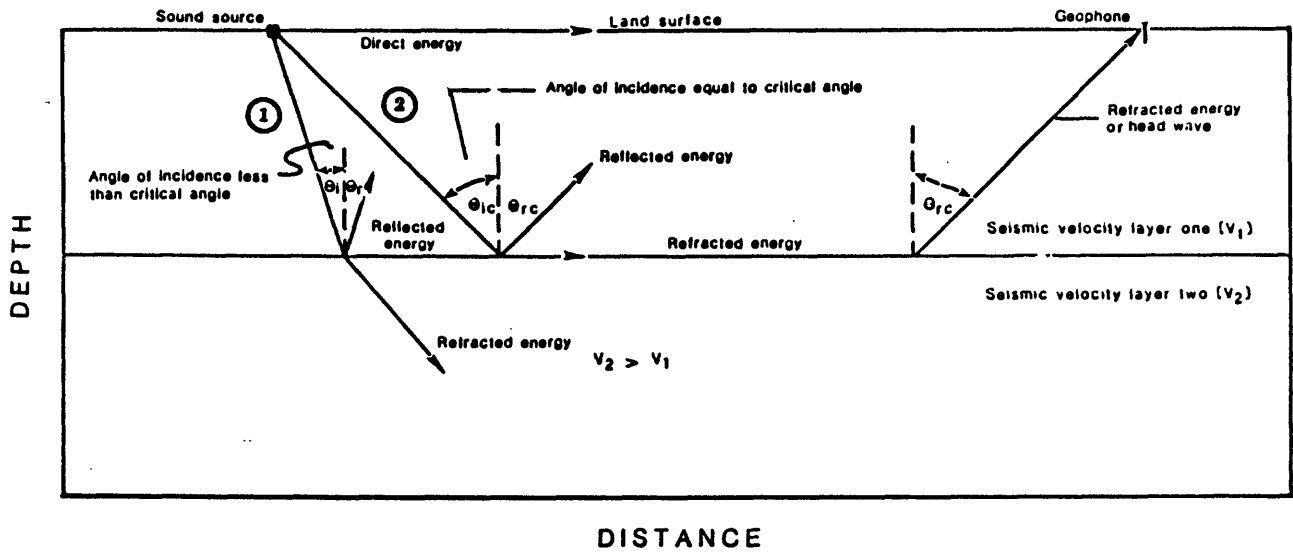 Sound source
Land surface
Geophone
Direct energy
1
2
Angle of incidence equal to critical angle
Refracted energy
or head wave
Reflected energy
Angle of incidence less
than critical angle
Θi Θr
Θic Θrc
Θrc
Reflected
energy
Refracted energy
Seismic velocity layer one (V1)
Seismic velocity layer two (V2)
Refracted energy
V2 > V1
DEPTH
DISTANCE